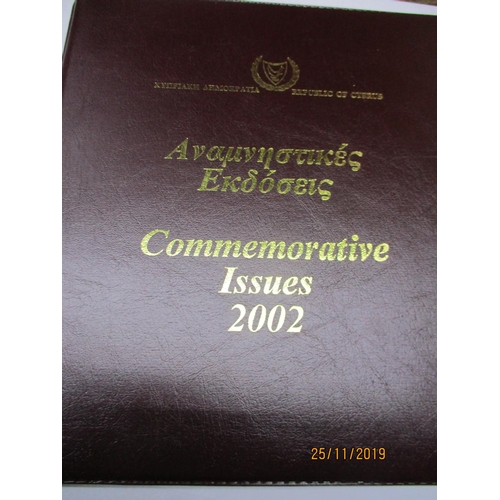 ΚΥΠΡΙΑΚΗ ΔΗΜΟΚΡΑΤΙΑ REPUBLIC OF CYPRUS
Αναμνηστικές
Εκδόσεις
Commemorative
Issues
2002
25/11/2019